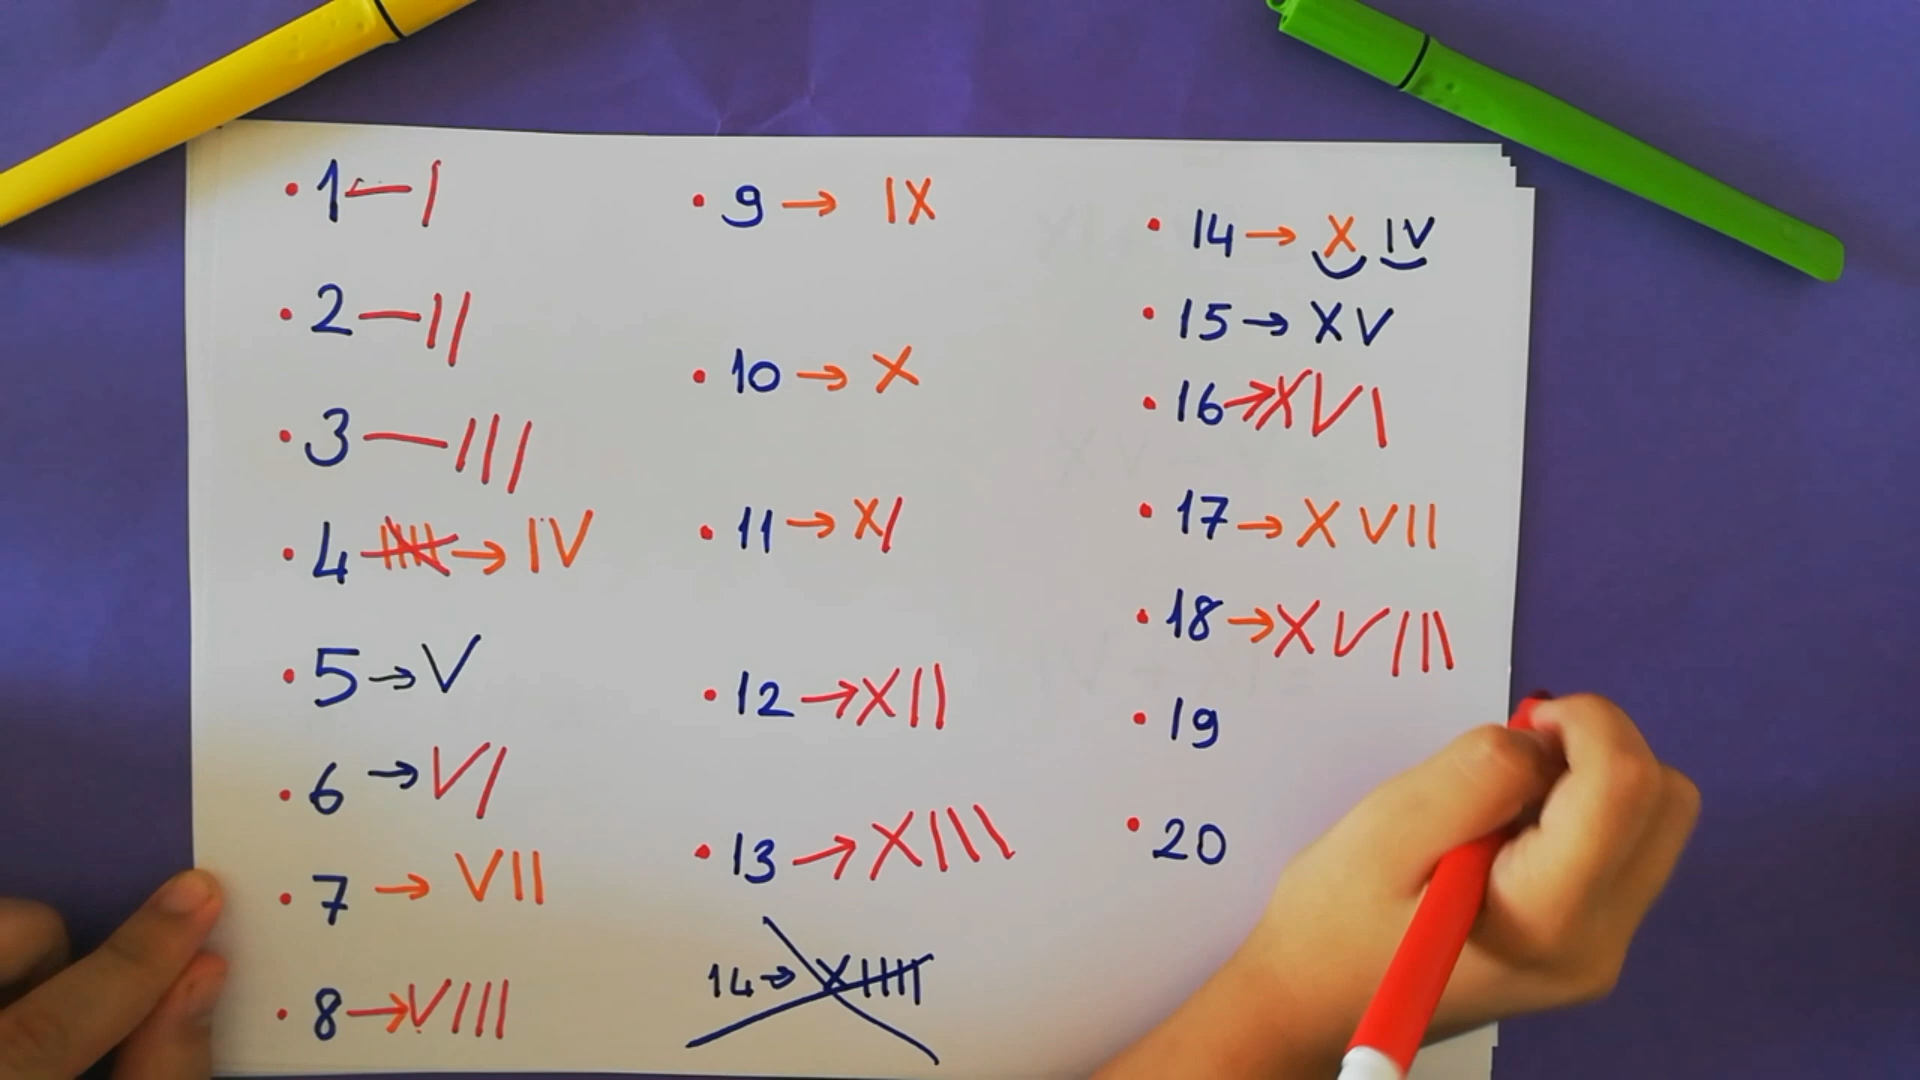 • 1 — I
• 2 — II
• 3 — III
• 4 — IIII → IV
• 5 → V
• 6 → VI
• 7 → VII
• 8 → VIII
• 9 → IX
• 10 → X
• 11 → XI
• 12 → XII
• 13 → XIII
14 → XIIII
• 14 → X IV
• 15 → XV
• 16 → XVI
• 17 → XVII
• 18 → XVIII
• 19
• 20